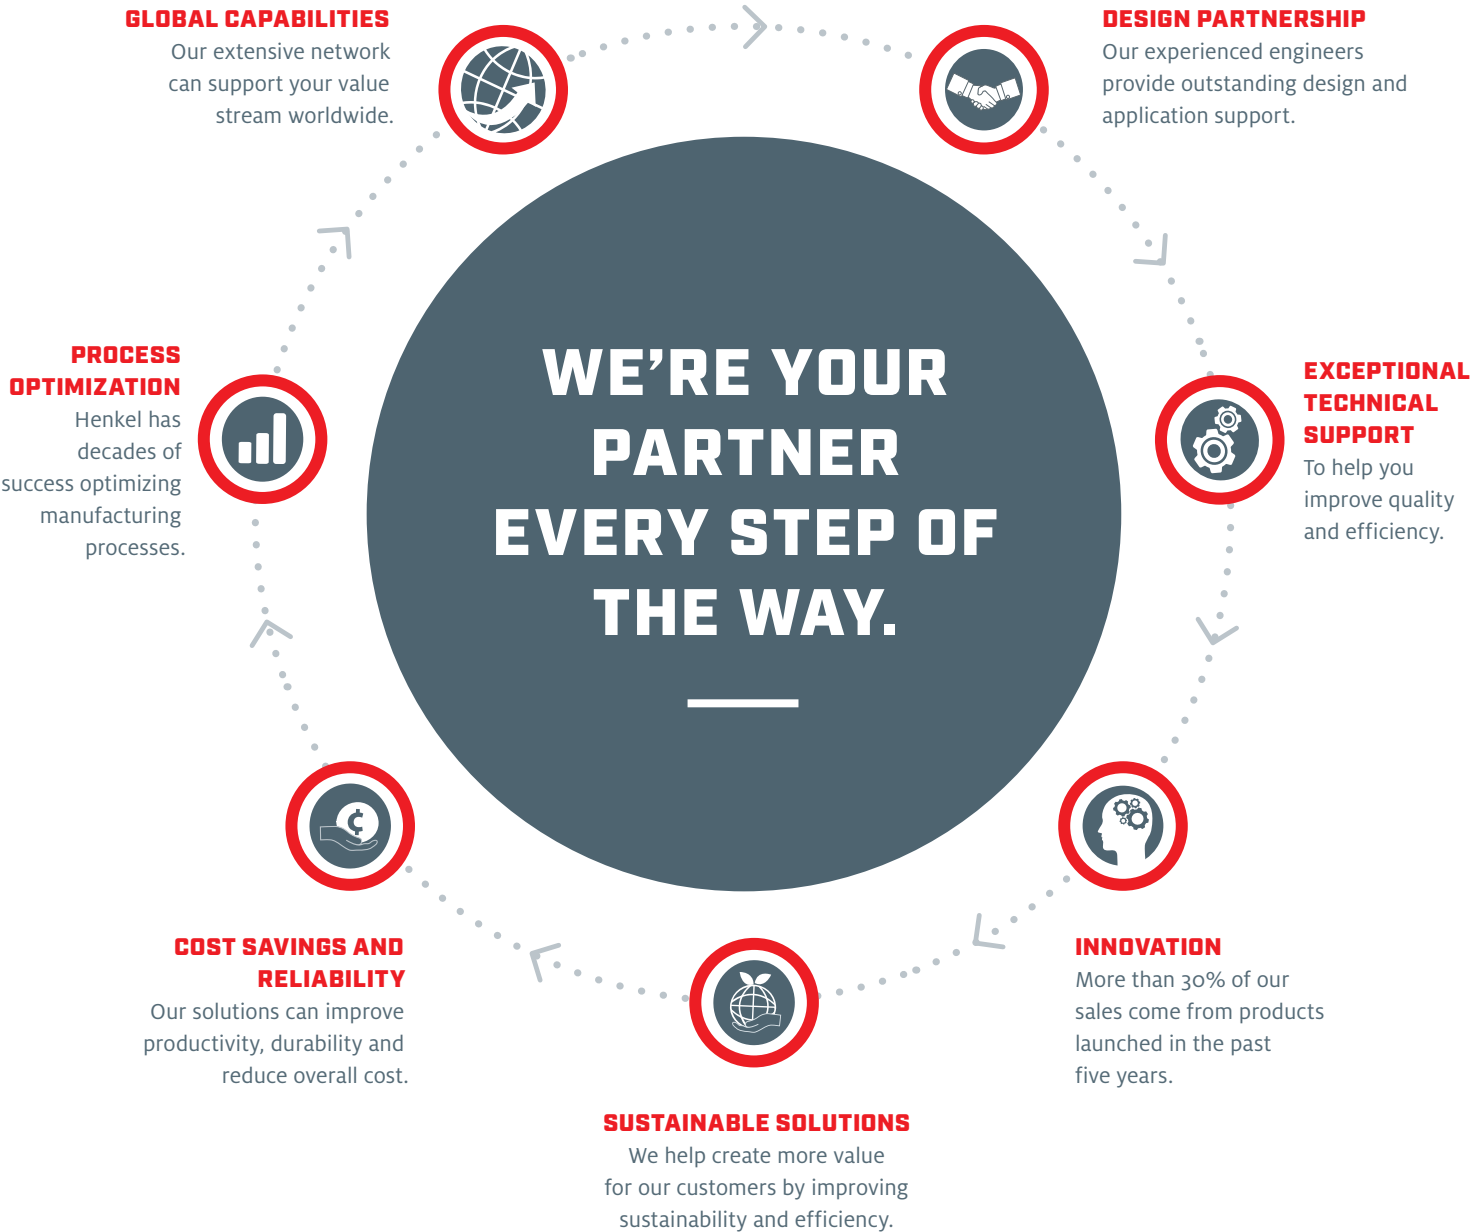 GLOBAL CAPABILITIES
Our extensive network
can support your value
stream worldwide.
DESIGN PARTNERSHIP
Our experienced engineers
provide outstanding design and
application support.
EXCEPTIONAL
TECHNICAL
SUPPORT
To help you
improve quality
and efficiency.
INNOVATION
More than 30% of our
sales come from products
launched in the past
five years.
SUSTAINABLE SOLUTIONS
We help create more value
for our customers by improving
sustainability and efficiency.
COST SAVINGS AND
RELIABILITY
Our solutions can improve
productivity, durability and
reduce overall cost.
PROCESS
OPTIMIZATION
Henkel has
decades of
success optimizing
manufacturing
processes.
WE’RE YOUR
PARTNER
EVERY STEP OF
THE WAY.
¢